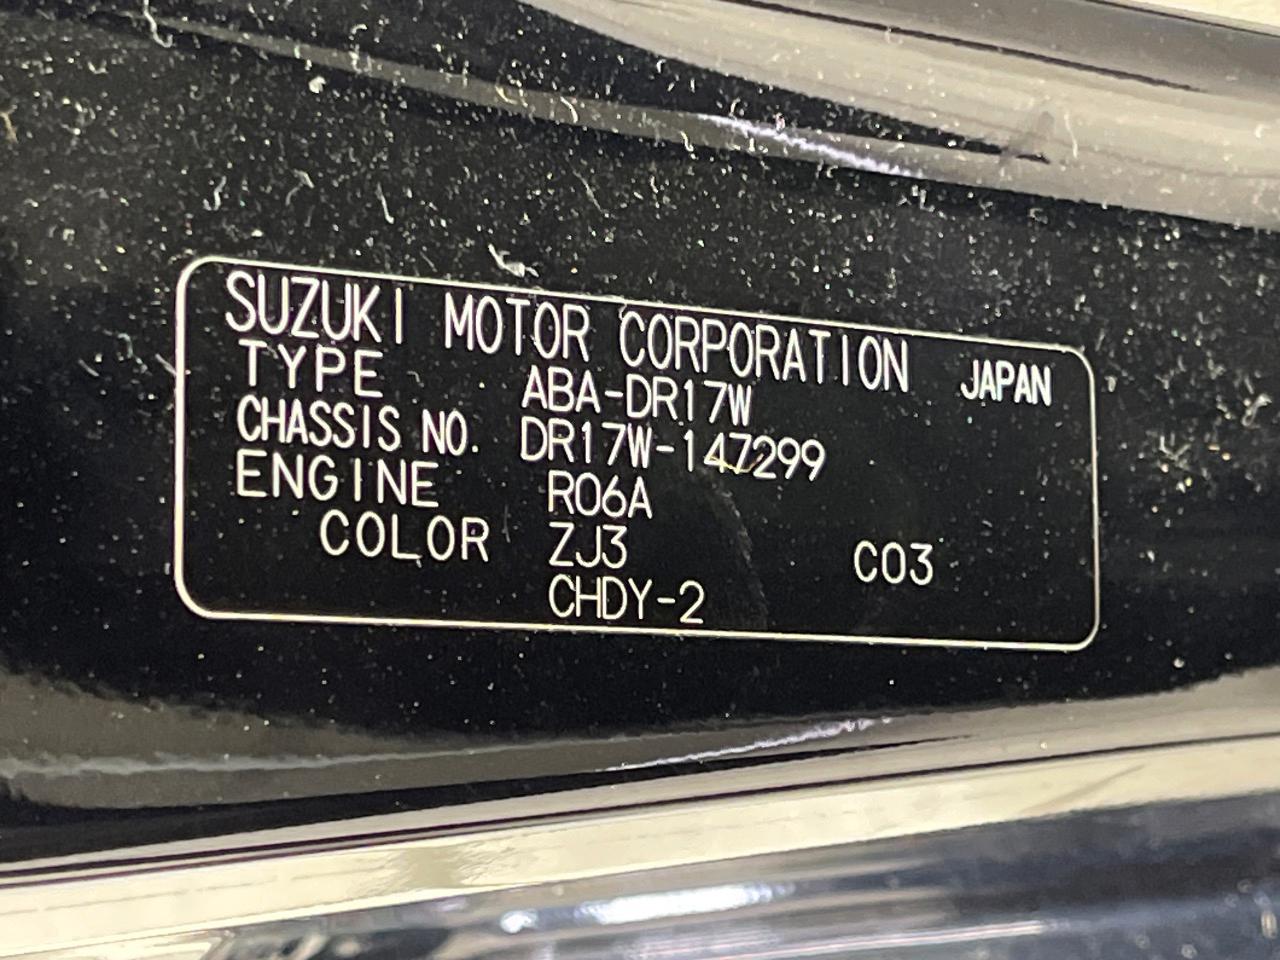 SUZUKI MOTOR CORPORATION JAPAN
TYPE ABA-DR17W
CHASSIS NO. DR17W-147299
ENGINE R06A
COLOR ZJ3 C03
CHDY-2